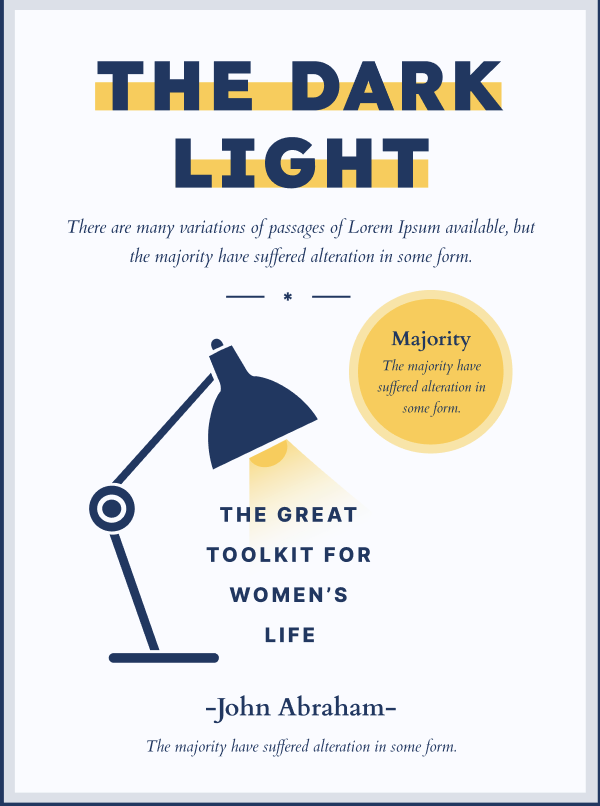 THE DARK
LIGHT
There are many variations of passages of Lorem Ipsum available, but
the majority have suffered alteration in some form.
*
Majority
The majority have
suffered alteration in
some form.
THE GREAT
TOOLKIT FOR
WOMEN’S
LIFE
-John Abraham-
The majority have suffered alteration in some form.